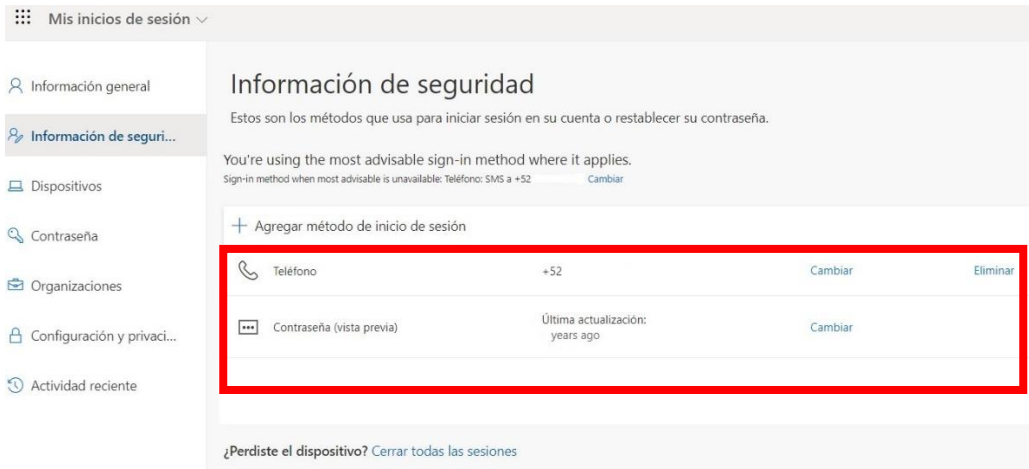 Mis inicios de sesión
Información general
Información de seguri...
Dispositivos
Contraseña
Organizaciones
Configuración y privaci...
Actividad reciente
Información de seguridad
Estos son los métodos que usa para iniciar sesión en su cuenta o restablecer su contraseña.
You're using the most advisable sign-in method where it applies.
Sign-in method when most advisable is unavailable: Teléfono: SMS a +52 Cambiar
Agregar método de inicio de sesión
Teléfono +52 Cambiar Eliminar
Contraseña (vista previa) Última actualización: Cambiar
years ago
¿Perdiste el dispositivo? Cerrar todas las sesiones